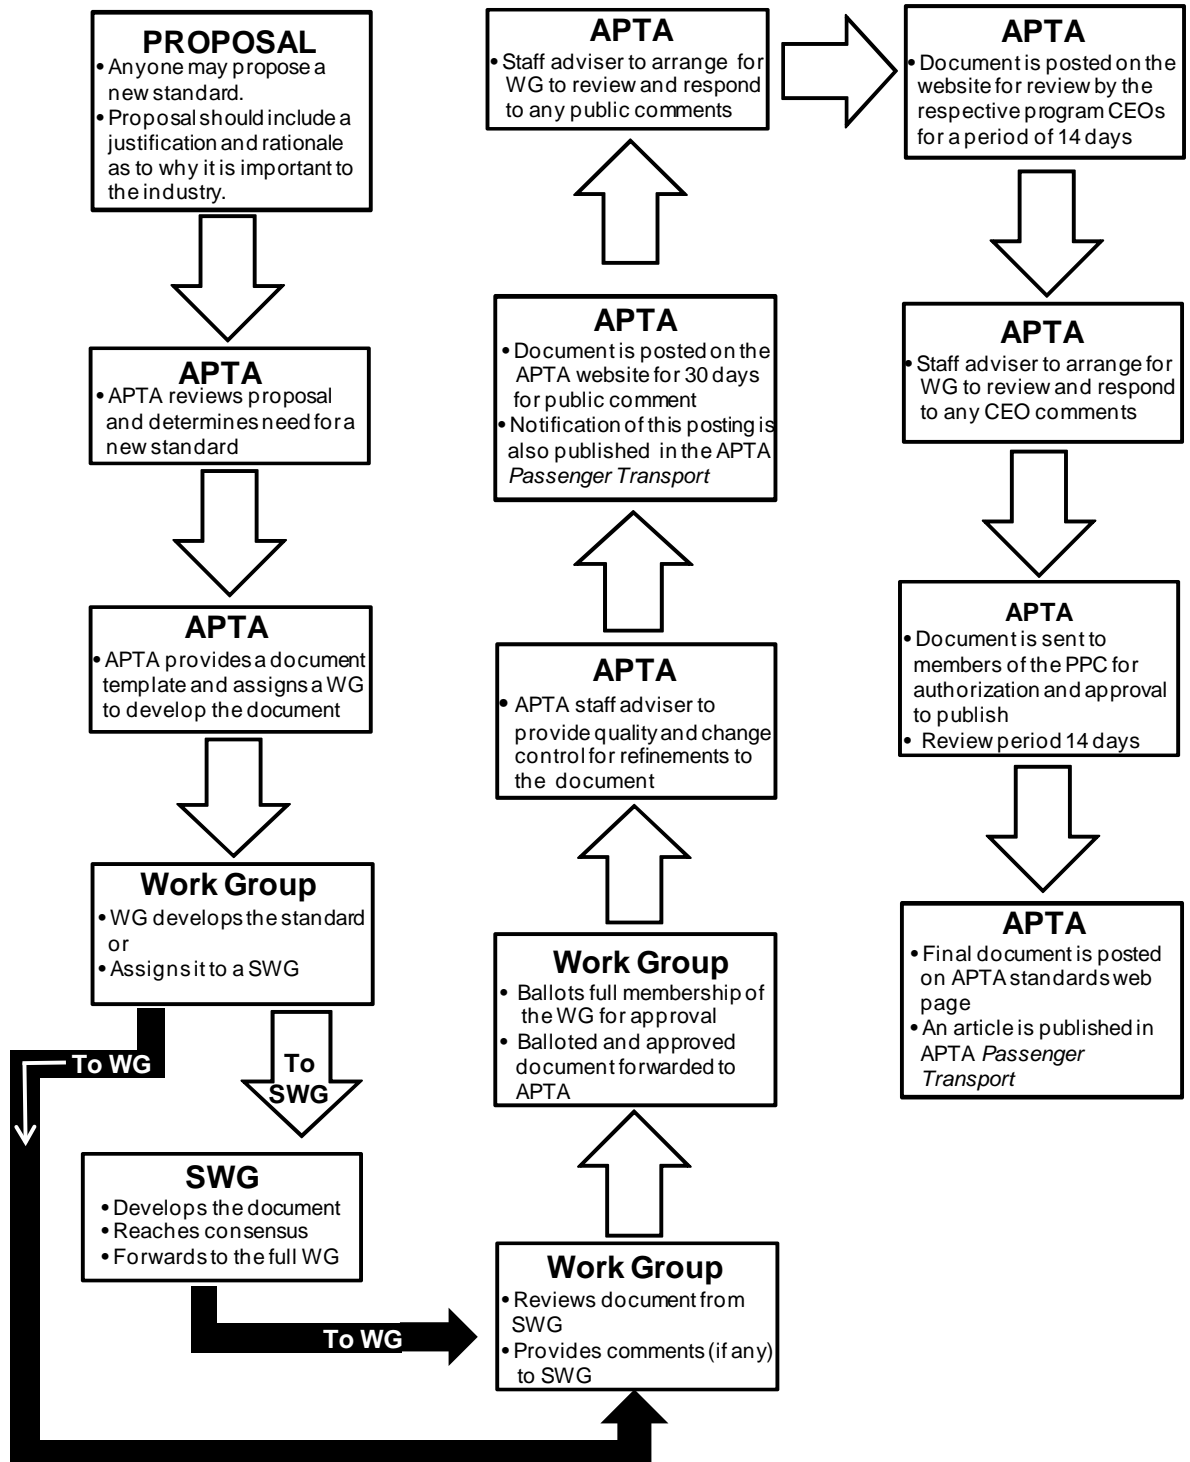 PROPOSAL
• Anyone may propose a
new standard.
• Proposal should include a
justification and rationale
as to why it is important to
the industry.
APTA
• APTA reviews proposal
and determines need for a
new standard
APTA
• APTA provides a document
template and assigns a WG
to develop the document
Work Group
• WG develops the standard
or
• Assigns it to a SWG
To WG
To
SWG
SWG
• Develops the document
• Reaches consensus
• Forwards to the full WG
To WG
Work Group
• Reviews document from
SWG
• Provides comments (if any)
to SWG
Work Group
• Ballots full membership of
the WG for approval
• Balloted and approved
document forwarded to
APTA
APTA
• APTA staff adviser to
provide quality and change
control for refinements to
the document
APTA
• Document is posted on the
APTA website for 30 days
for public comment
• Notification of this posting is
also published in the APTA
Passenger Transport
APTA
• Staff adviser to arrange for
WG to review and respond
to any public comments
APTA
• Document is posted on the
website for review by the
respective program CEOs
for a period of 14 days
APTA
• Staff adviser to arrange for
WG to review and respond
to any CEO comments
APTA
• Document is sent to
members of the PPC for
authorization and approval
to publish
• Review period 14 days
APTA
• Final document is posted
on APTA standards web
page
• An article is published in
APTA Passenger
Transport